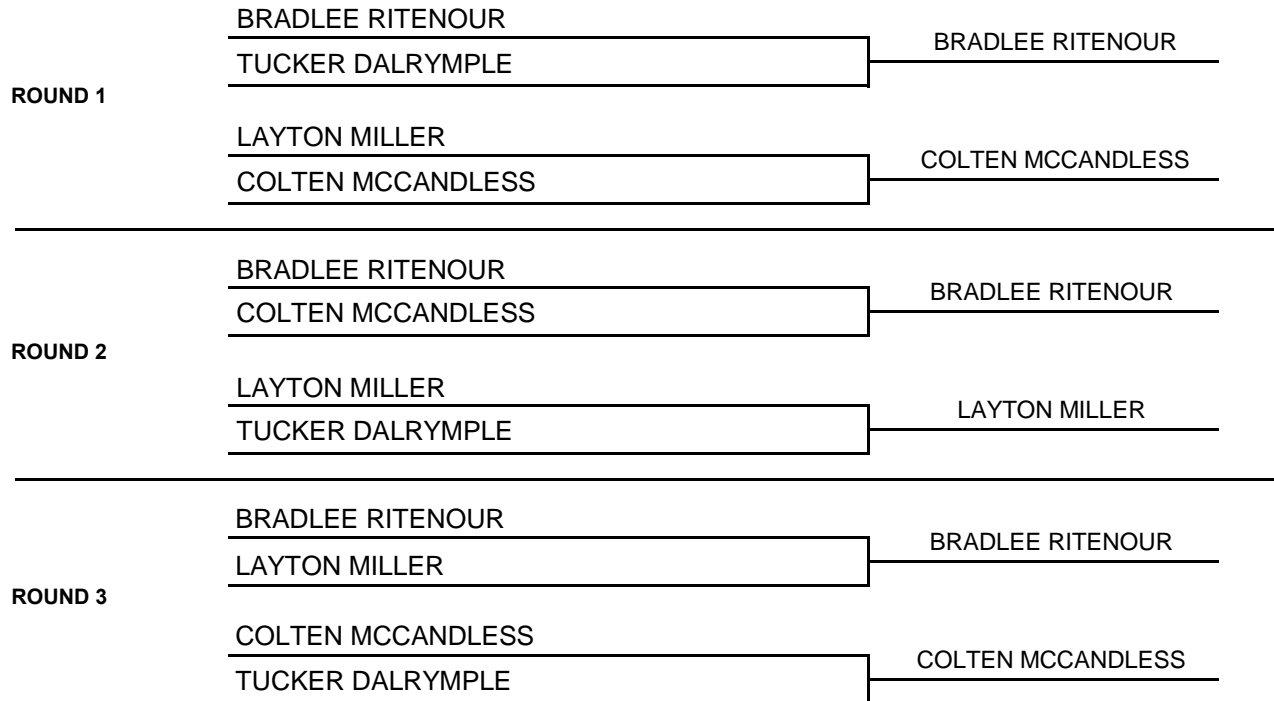 BRADLEE RITENOUR
BRADLEE RITENOUR
TUCKER DALRYMPLE
ROUND 1
LAYTON MILLER
COLTEN MCCANDLESS
COLTEN MCCANDLESS
BRADLEE RITENOUR
BRADLEE RITENOUR
COLTEN MCCANDLESS
ROUND 2
LAYTON MILLER
LAYTON MILLER
TUCKER DALRYMPLE
BRADLEE RITENOUR
BRADLEE RITENOUR
LAYTON MILLER
ROUND 3
COLTEN MCCANDLESS
COLTEN MCCANDLESS
TUCKER DALRYMPLE